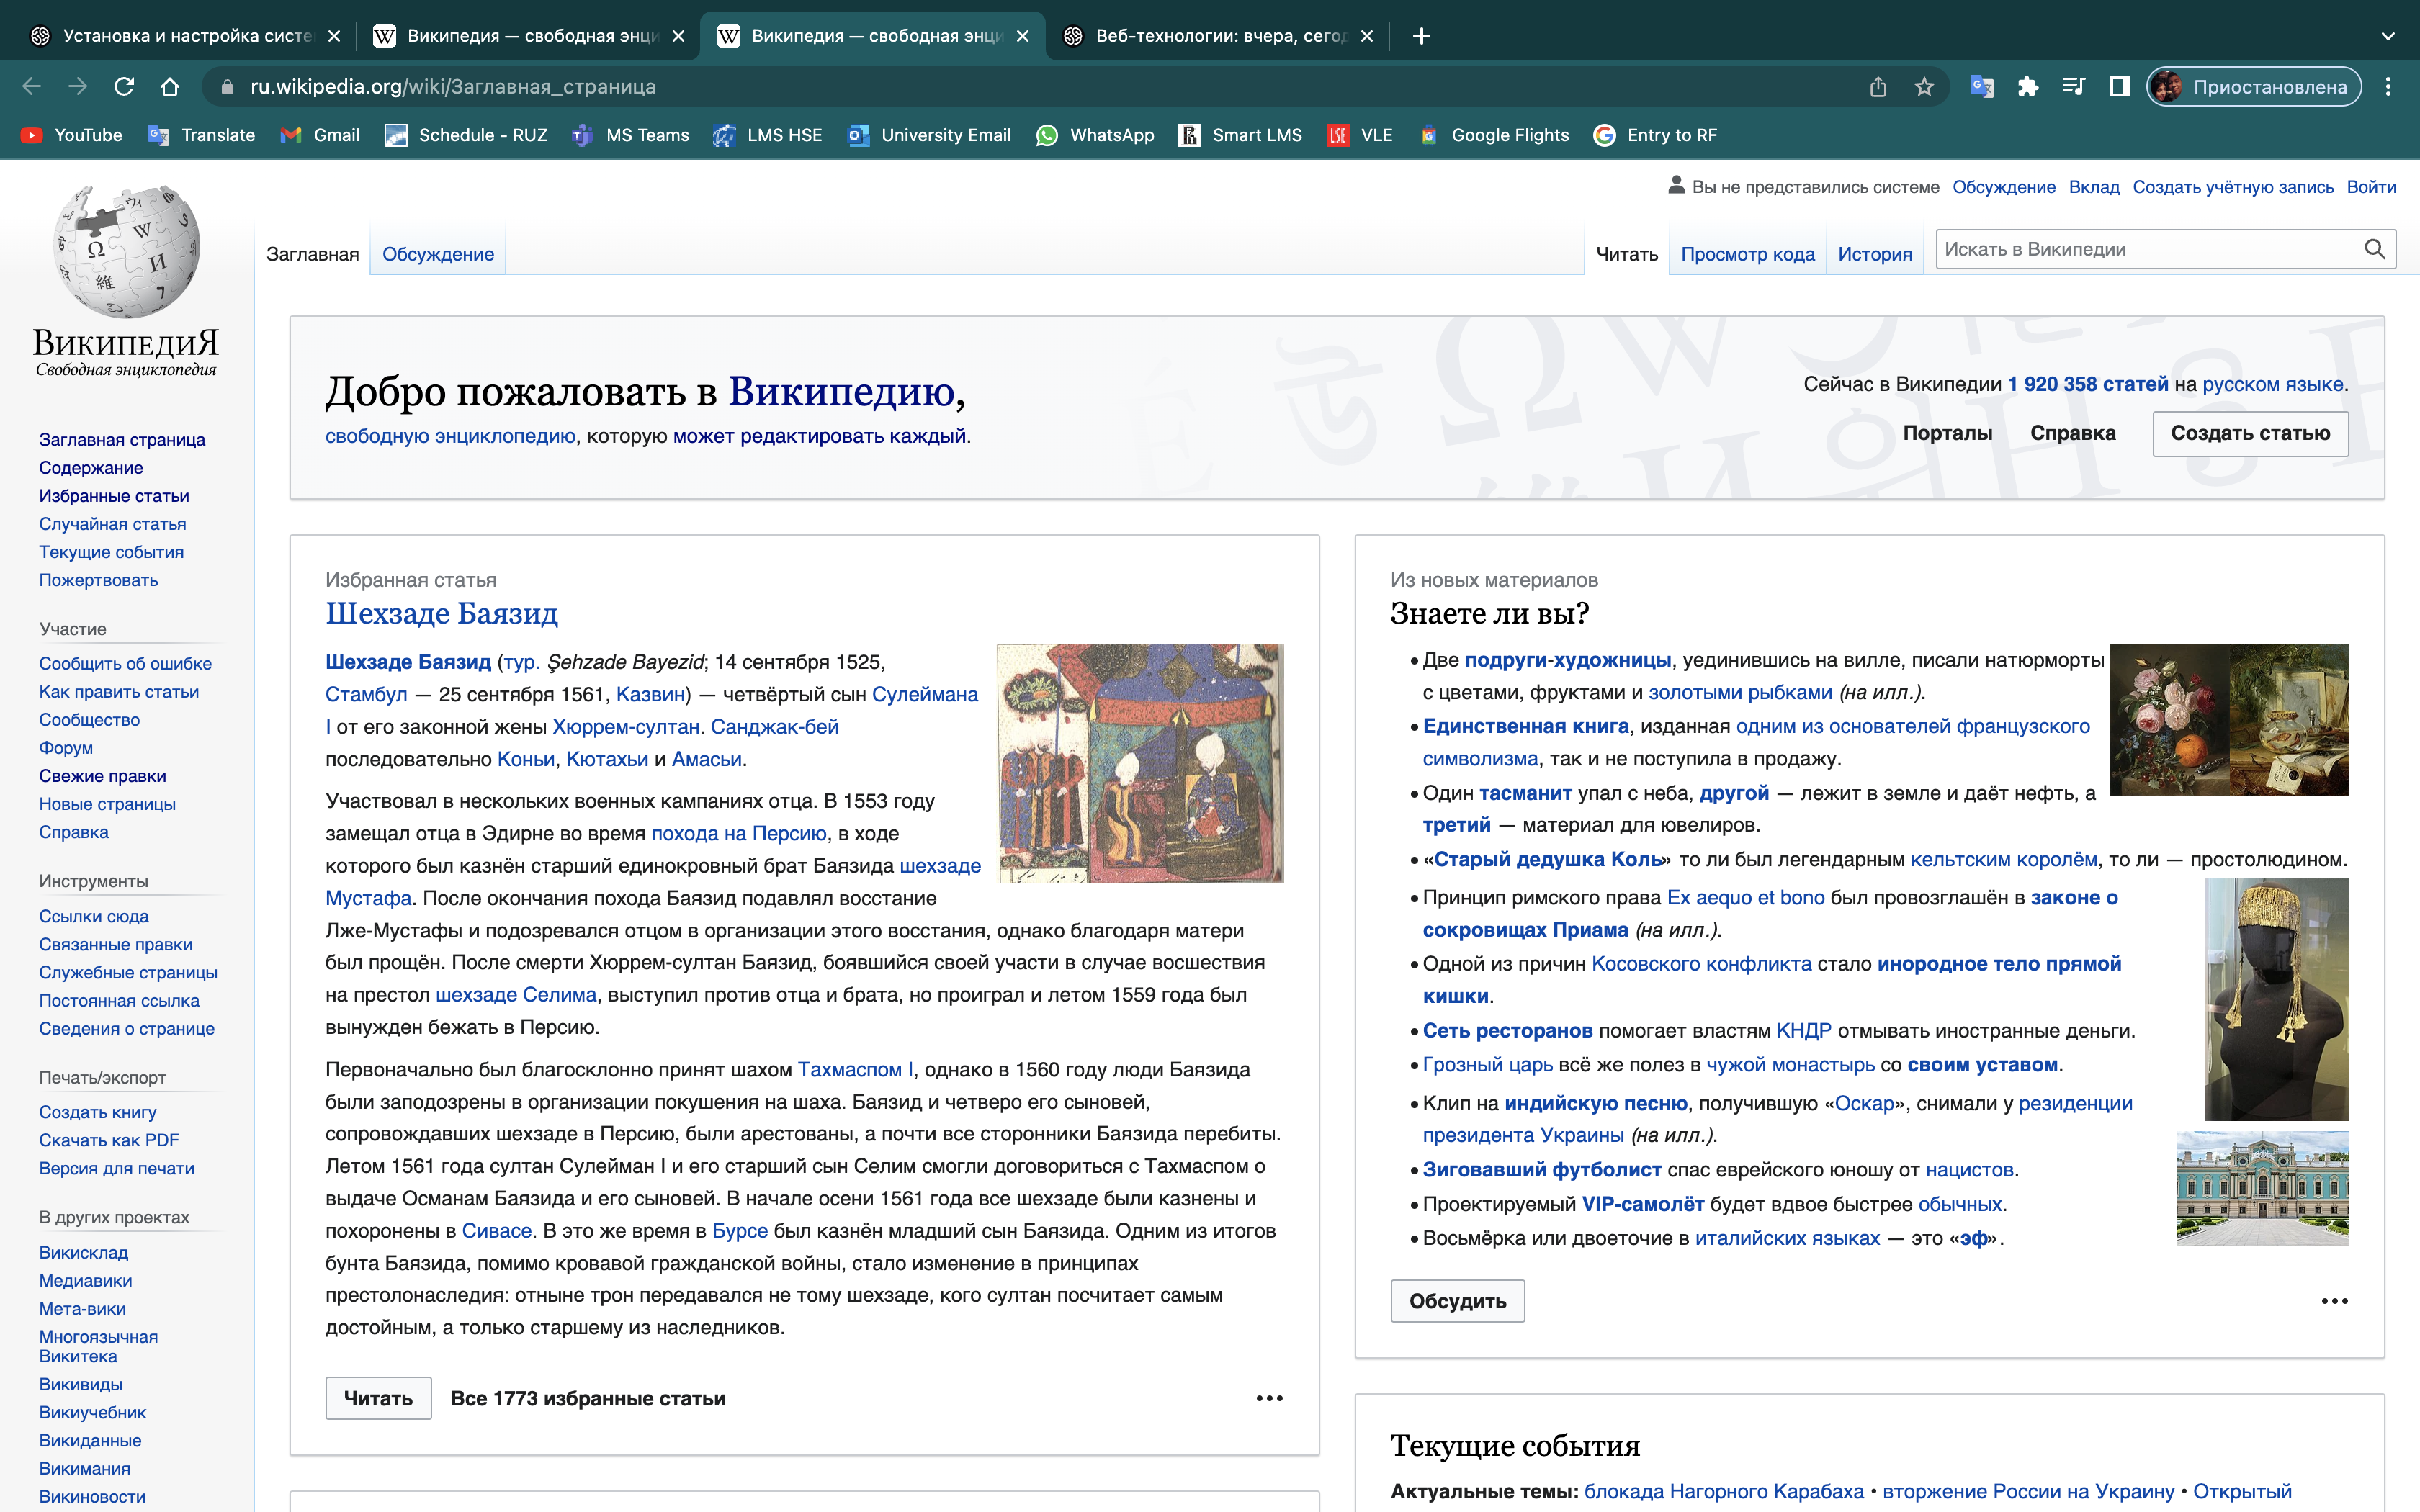 Установка и настройка систе
Википедия — свободная энци
Википедия — свободная энци
Веб-технологии: вчера, сегод
ru.wikipedia.org/wiki/Заглавная_страница
Приостановлена
YouTube
Translate
Gmail
Schedule - RUZ
MS Teams
LMS HSE
University Email
WhatsApp
Smart LMS
VLE
Google Flights
Entry to RF
Вы не представились системе Обсуждение Вклад Создать учётную запись Войти
Заглавная Обсуждение
Читать Просмотр кода История
Искать в Википедии
ВикипедиЯ
Свободная энциклопедия
Заглавная страница
Содержание
Избранные статьи
Случайная статья
Текущие события
Пожертвовать
Участие
Сообщить об ошибке
Как править статьи
Сообщество
Форум
Свежие правки
Новые страницы
Справка
Инструменты
Ссылки сюда
Связанные правки
Служебные страницы
Постоянная ссылка
Сведения о странице
Печать/экспорт
Создать книгу
Скачать как PDF
Версия для печати
В других проектах
Викисклад
Медиавики
Мета-вики
Многоязычная
Викитека
Викивиды
Викиучебник
Викиданные
Викимания
Викиновости
Добро пожаловать в Википедию,
свободную энциклопедию, которую может редактировать каждый.
Сейчас в Википедии 1 920 358 статей на русском языке.
Порталы Справка Создать статью
Избранная статья
Шехзаде Баязид
Шехзаде Баязид (тур. Şehzade Bayezid; 14 сентября 1525,
Стамбул — 25 сентября 1561, Казвин) — четвёртый сын Сулеймана
I от его законной жены Хюррем-султан. Санджак-бей
последовательно Коньи, Кютахьи и Амасьи.
Участвовал в нескольких военных кампаниях отца. В 1553 году
замещал отца в Эдирне во время похода на Персию, в ходе
которого был казнён старший единокровный брат Баязида шехзаде
Мустафа. После окончания похода Баязид подавлял восстание
Лже-Мустафы и подозревался отцом в организации этого восстания, однако благодаря матери
был прощён. После смерти Хюррем-султан Баязид, боявшийся своей участи в случае восшествия
на престол шехзаде Селима, выступил против отца и брата, но проиграл и летом 1559 года был
вынужден бежать в Персию.
Первоначально был благосклонно принят шахом Тахмаспом I, однако в 1560 году люди Баязида
были заподозрены в организации покушения на шаха. Баязид и четверо его сыновей,
сопровождавших шехзаде в Персию, были арестованы, а почти все сторонники Баязида перебиты.
Летом 1561 года султан Сулейман I и его старший сын Селим смогли договориться с Тахмаспом о
выдаче Османам Баязида и его сыновей. В начале осени 1561 года все шехзаде были казнены и
похоронены в Сивасе. В это же время в Бурсе был казнён младший сын Баязида. Одним из итогов
бунта Баязида, помимо кровавой гражданской войны, стало изменение в принципах
престолонаследия: отныне трон передавался не тому шехзаде, кого султан посчитает самым
достойным, а только старшему из наследников.
Читать Все 1773 избранные статьи
Из новых материалов
Знаете ли вы?
• Две подруги-художницы, уединившись на вилле, писали натюрморты
с цветами, фруктами и золотыми рыбками (на илл.).
• Единственная книга, изданная одним из основателей французского
символизма, так и не поступила в продажу.
• Один тасманит упал с неба, другой — лежит в земле и даёт нефть, а
третий — материал для ювелиров.
• «Старый дедушка Коль» то ли был легендарным кельтским королём, то ли — простолюдином.
• Принцип римского права Ex aequo et bono был провозглашён в законе о
сокровищах Приама (на илл.).
• Одной из причин Косовского конфликта стало инородное тело прямой
кишки.
• Сеть ресторанов помогает властям КНДР отмывать иностранные деньги.
• Грозный царь всё же полез в чужой монастырь со своим уставом.
• Клип на индийскую песню, получившую «Оскар», снимали у резиденции
президента Украины (на илл.).
• Зиговавший футболист спас еврейского юношу от нацистов.
• Проектируемый VIP-самолёт будет вдвое быстрее обычных.
• Восьмёрка или двоеточие в италийских языках — это «эф».
Обсудить
Текущие события
Актуальные темы: блокада Нагорного Карабаха • вторжение России на Украину • Открытый